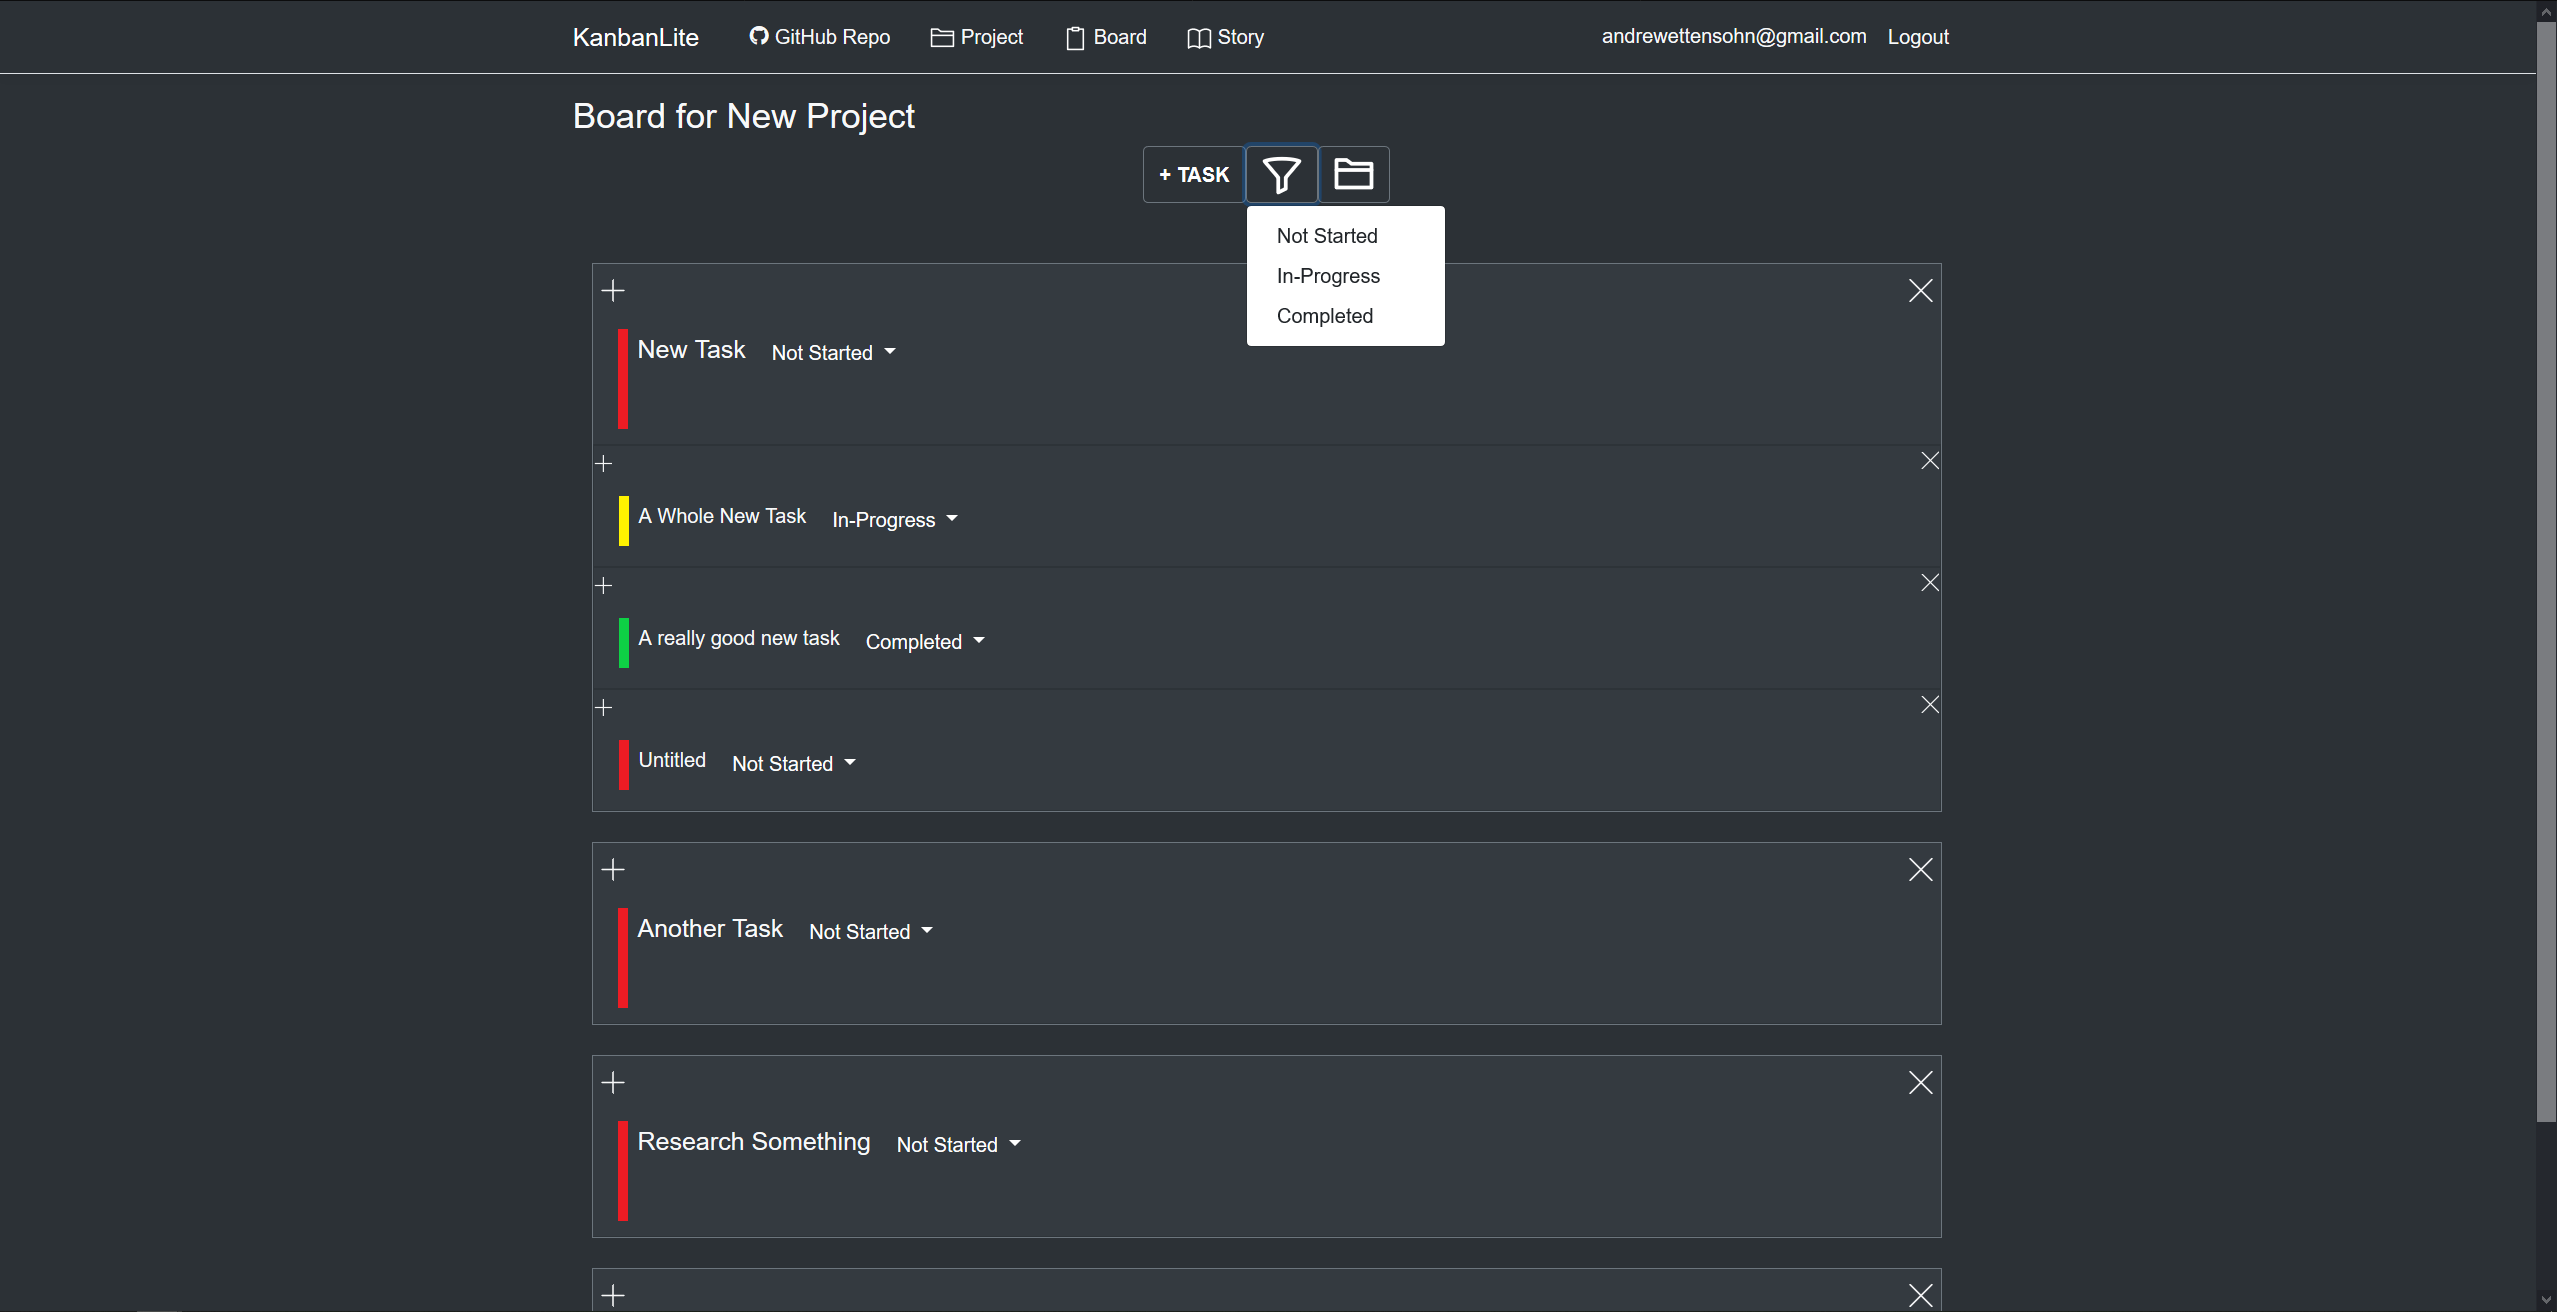 KanbanLite GitHub Repo Project Board Story andrewettensohn@gmail.com Logout
Board for New Project
+ TASK
Not Started
In-Progress
Completed
New Task Not Started
A Whole New Task In-Progress
A really good new task Completed
Untitled Not Started
Another Task Not Started
Research Something Not Started